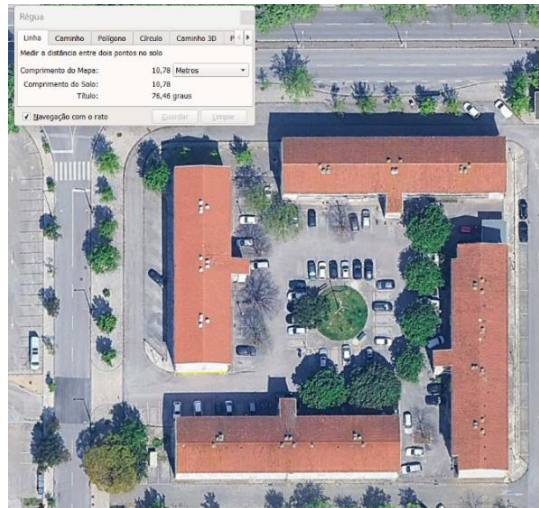 Régua
Linha Caminho Polígono Círculo Caminho 3D
Medir a distância entre dois pontos no solo
Comprimento do Mapa: 10,78 Metros
Comprimento do Solo: 10,78
Título: 76,46 graus
Navegação com o rato Guardar Limpar